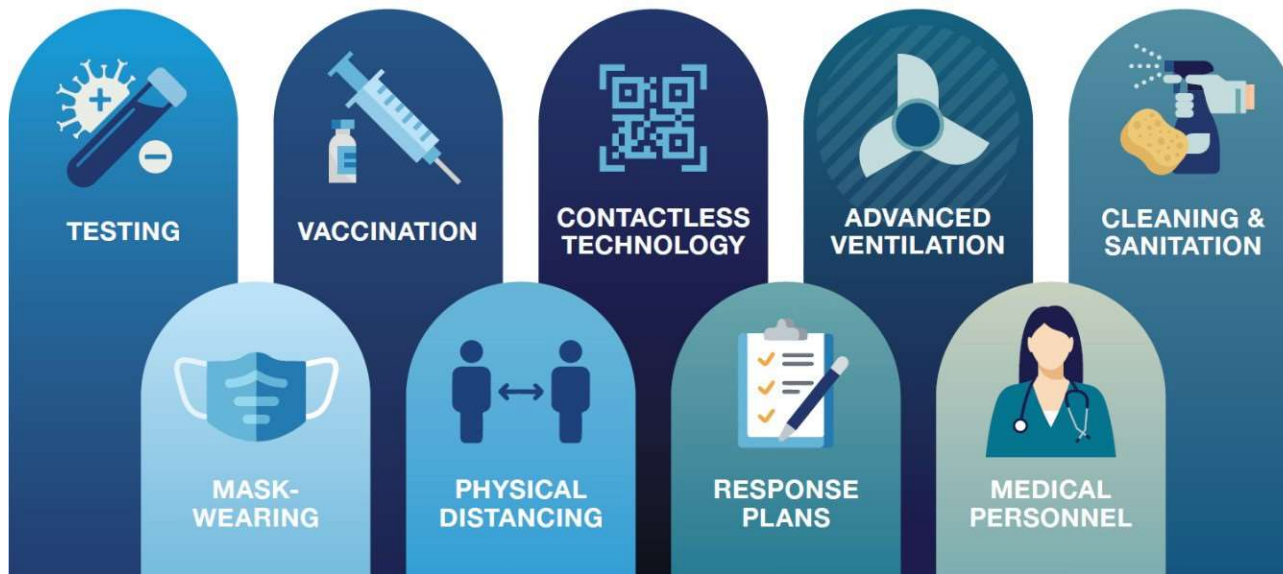 TESTING
VACCINATION
CONTACTLESS
TECHNOLOGY
ADVANCED
VENTILATION
CLEANING &
SANITATION
MASK-
WEARING
PHYSICAL
DISTANCING
RESPONSE
PLANS
MEDICAL
PERSONNEL